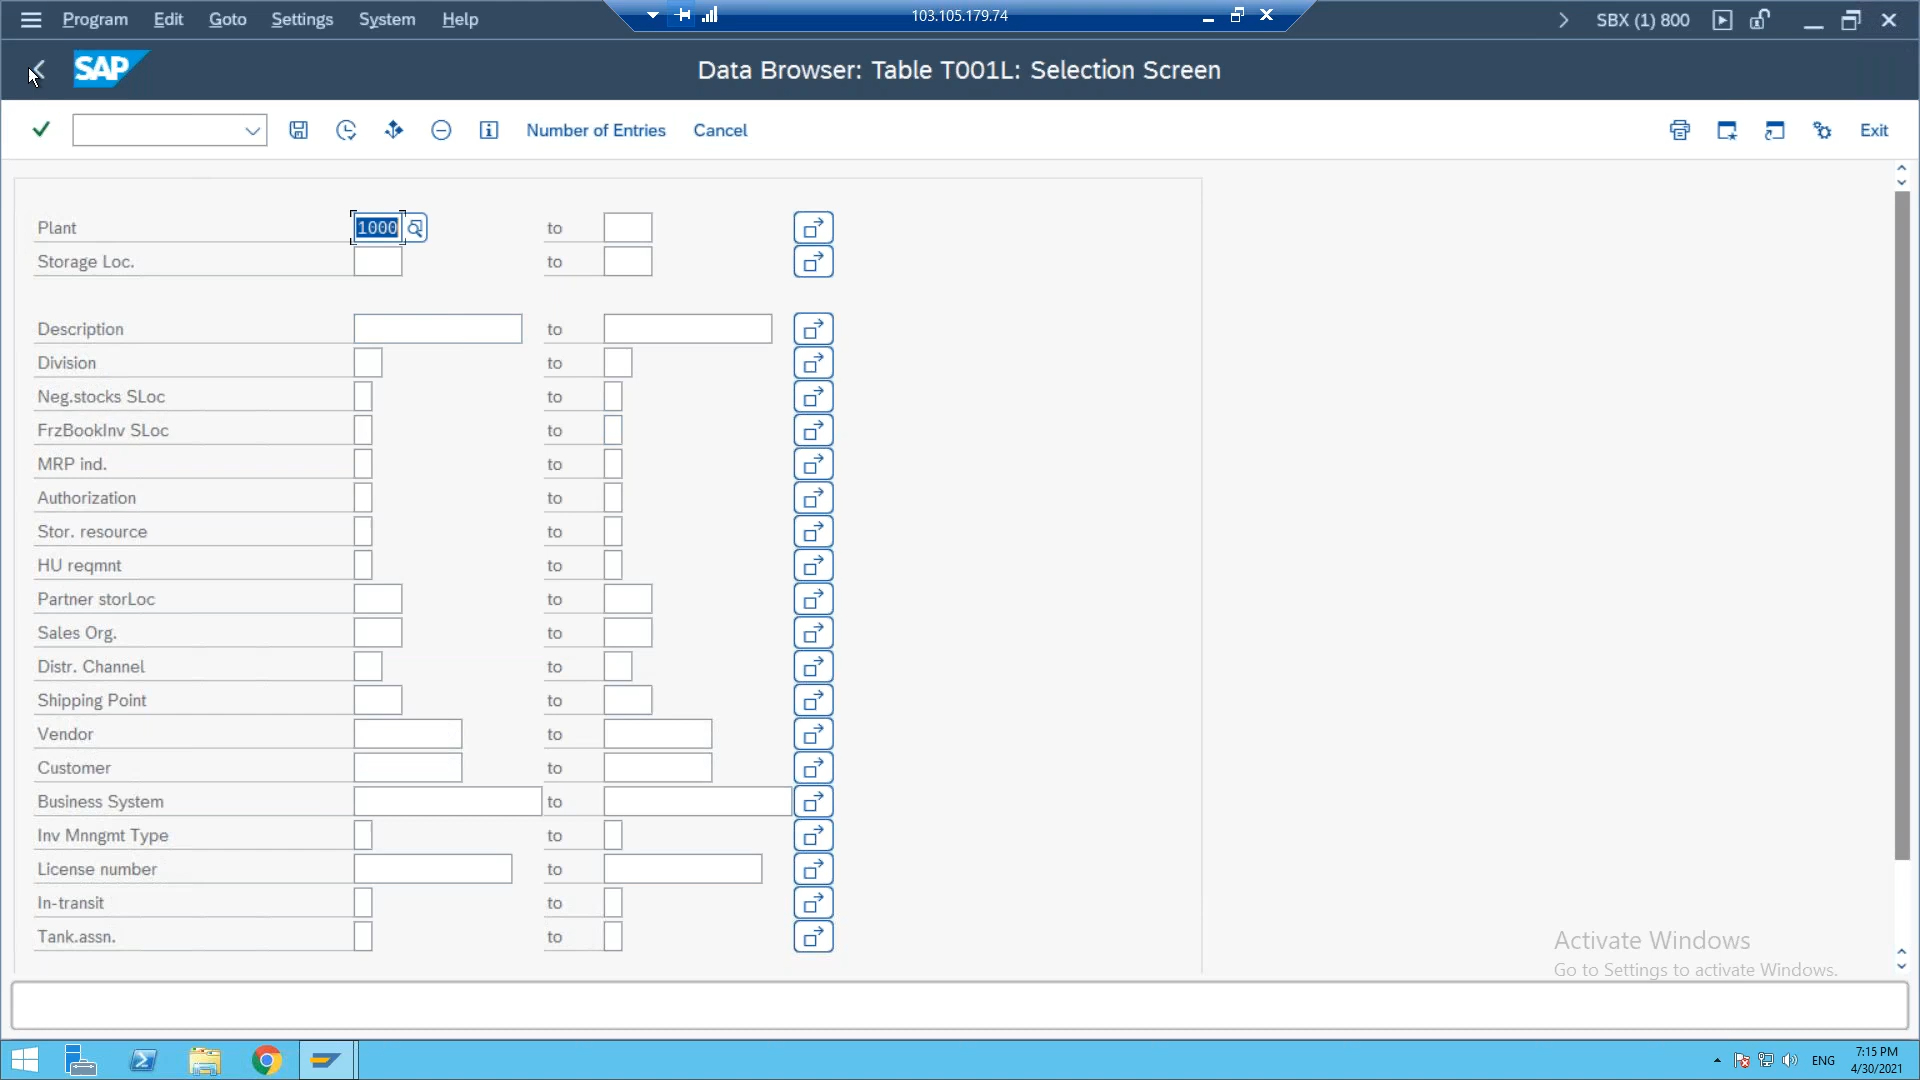 Program Edit Goto Settings System Help
103.105.179.74
SBX (1) 800
SAP
Data Browser: Table T001L: Selection Screen
Number of Entries Cancel
Exit
Plant 1000 to
Storage Loc. to
Description to
Division to
Neg.stocks SLoc to
FrzBookInv SLoc to
MRP ind. to
Authorization to
Stor. resource to
HU reqmnt to
Partner storLoc to
Sales Org. to
Distr. Channel to
Shipping Point to
Vendor to
Customer to
Business System to
Inv Mnngmt Type to
License number to
In-transit to
Tank.assn. to
Activate Windows
Go to Settings to activate Windows.
ENG
7:15 PM
4/30/2021